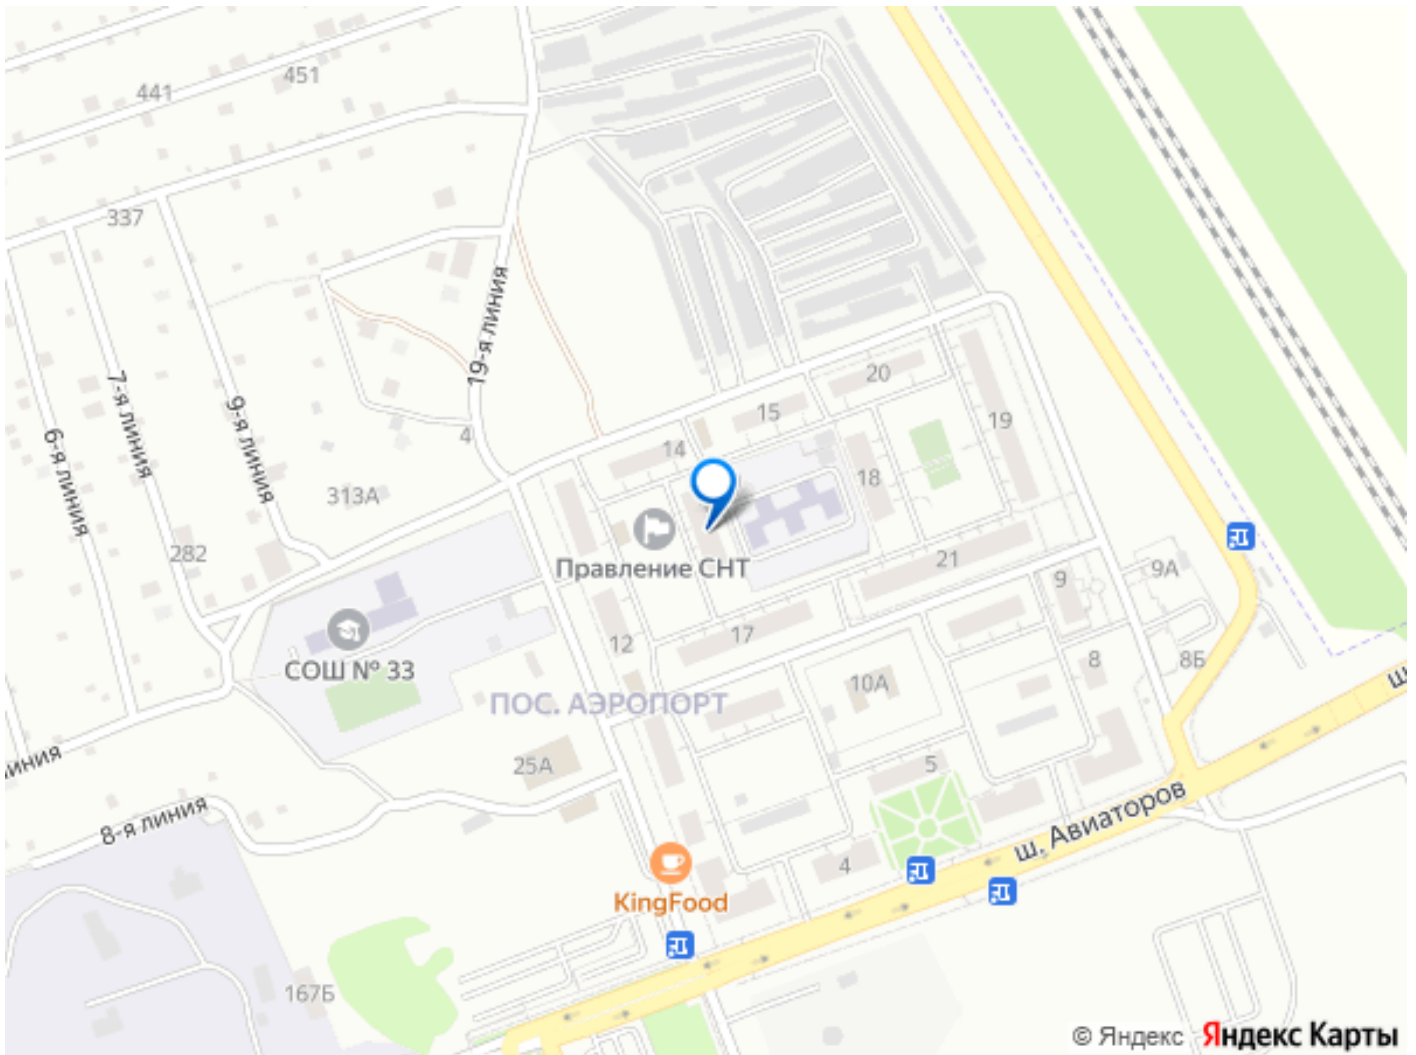 451
441
337
19-я линия
7-я линия
9-я линия
6-я линия
20
15
19
4
14
18
313А
282
Правление СНТ
21
9
9А
СОШ № 33
12
17
8
8Б
10А
ПОС. АЭРОПОРТ
ш
иния
25А
5
8-я линия
ш. Авиаторов
4
KingFood
167Б
© Яндекс Яндекс Карты